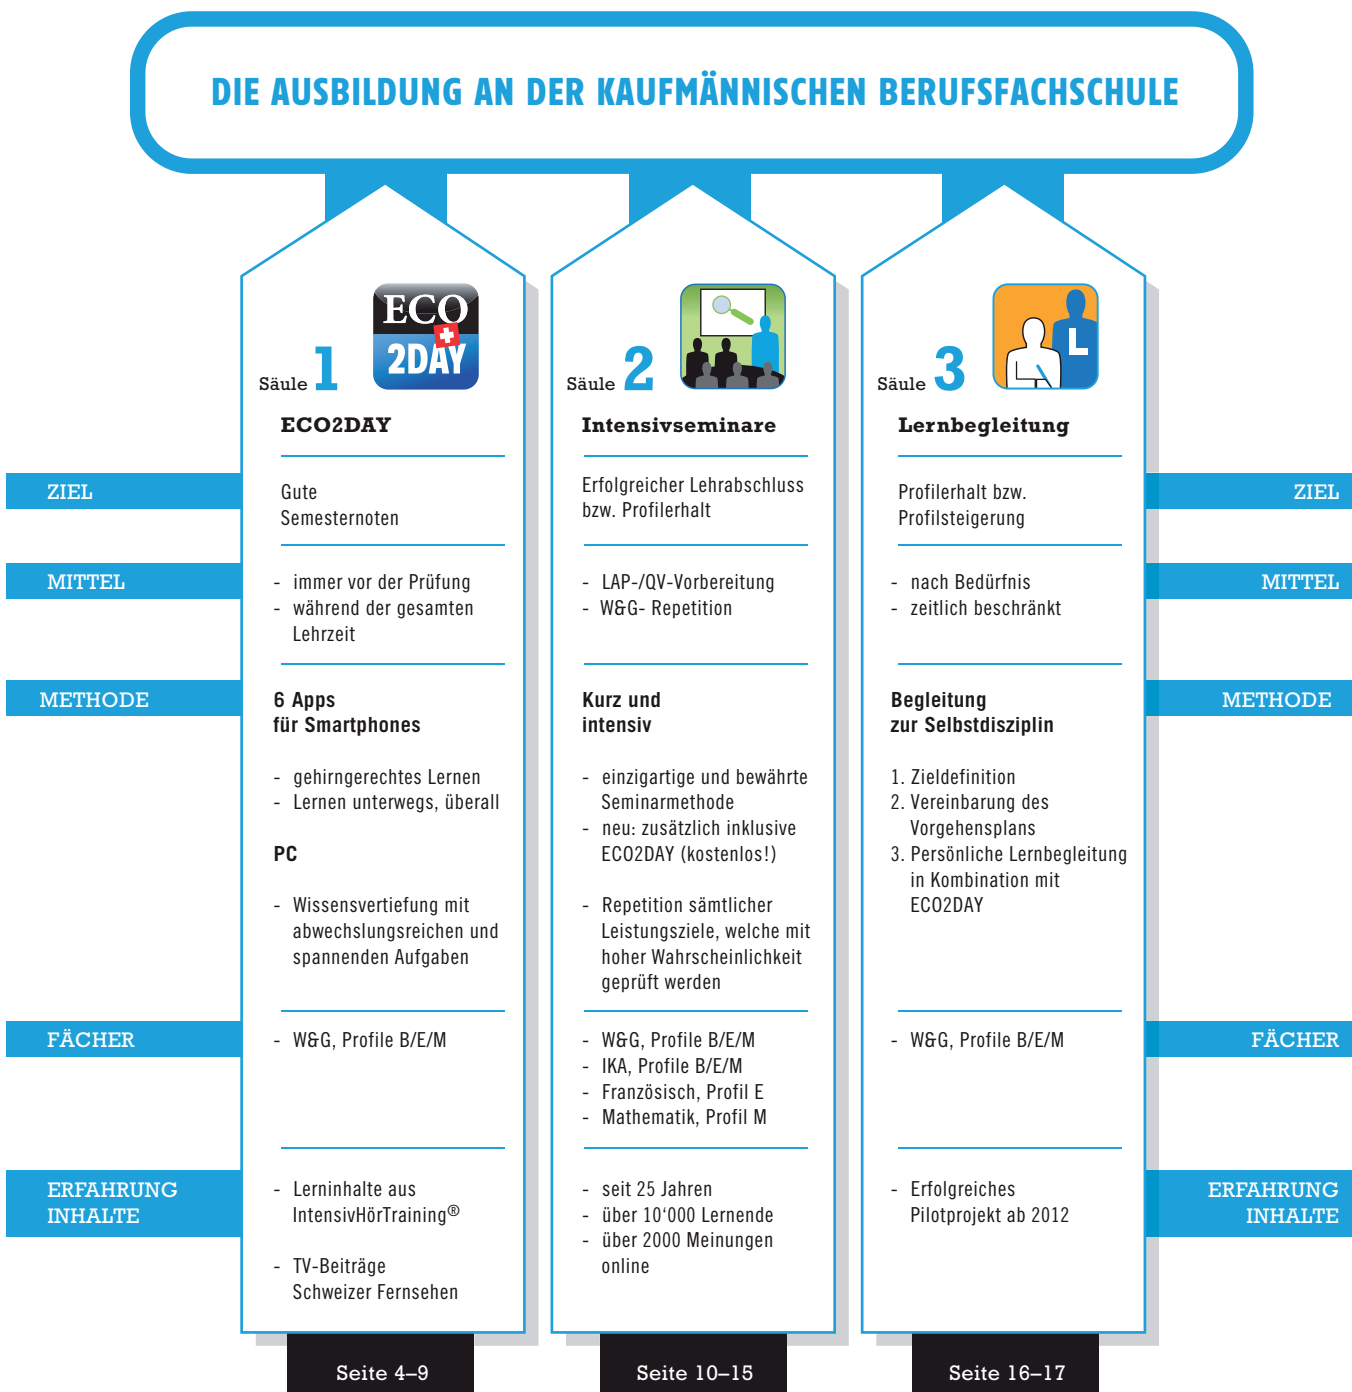 DIE AUSBILDUNG AN DER KAUFMÄNNISCHEN BERUFSFACHSCHULE
ECO
2DAY
Säule 1
ECO2DAY
Gute
Semesternoten
- immer vor der Prüfung
- während der gesamten
Lehrzeit
6 Apps
für Smartphones
- gehirngerechtes Lernen
- Lernen unterwegs, überall
PC
- Wissensvertiefung mit
abwechslungsreichen und
spannenden Aufgaben
- W&G, Profile B/E/M
- Lerninhalte aus
IntensivHörTraining®
- TV-Beiträge
Schweizer Fernsehen
Seite 4–9
Säule 2
Intensivseminare
Erfolgreicher Lehrabschluss
bzw. Profilerhalt
- LAP-/QV-Vorbereitung
- W&G- Repetition
Kurz und
intensiv
- einzigartige und bewährte
Seminarmethode
- neu: zusätzlich inklusive
ECO2DAY (kostenlos!)
- Repetition sämtlicher
Leistungsziele, welche mit
hoher Wahrscheinlichkeit
geprüft werden
- W&G, Profile B/E/M
- IKA, Profile B/E/M
- Französisch, Profil E
- Mathematik, Profil M
- seit 25 Jahren
- über 10‘000 Lernende
- über 2000 Meinungen
online
Seite 10–15
L
Säule 3
Lernbegleitung
Profilerhalt bzw.
Profilsteigerung
- nach Bedürfnis
- zeitlich beschränkt
Begleitung
zur Selbstdisziplin
1. Zieldefinition
2. Vereinbarung des
Vorgehensplans
3. Persönliche Lernbegleitung
in Kombination mit
ECO2DAY
- W&G, Profile B/E/M
- Erfolgreiches
Pilotprojekt ab 2012
Seite 16–17
ZIEL
MITTEL
METHODE
FÄCHER
ERFAHRUNG
INHALTE
ZIEL
MITTEL
METHODE
FÄCHER
ERFAHRUNG
INHALTE